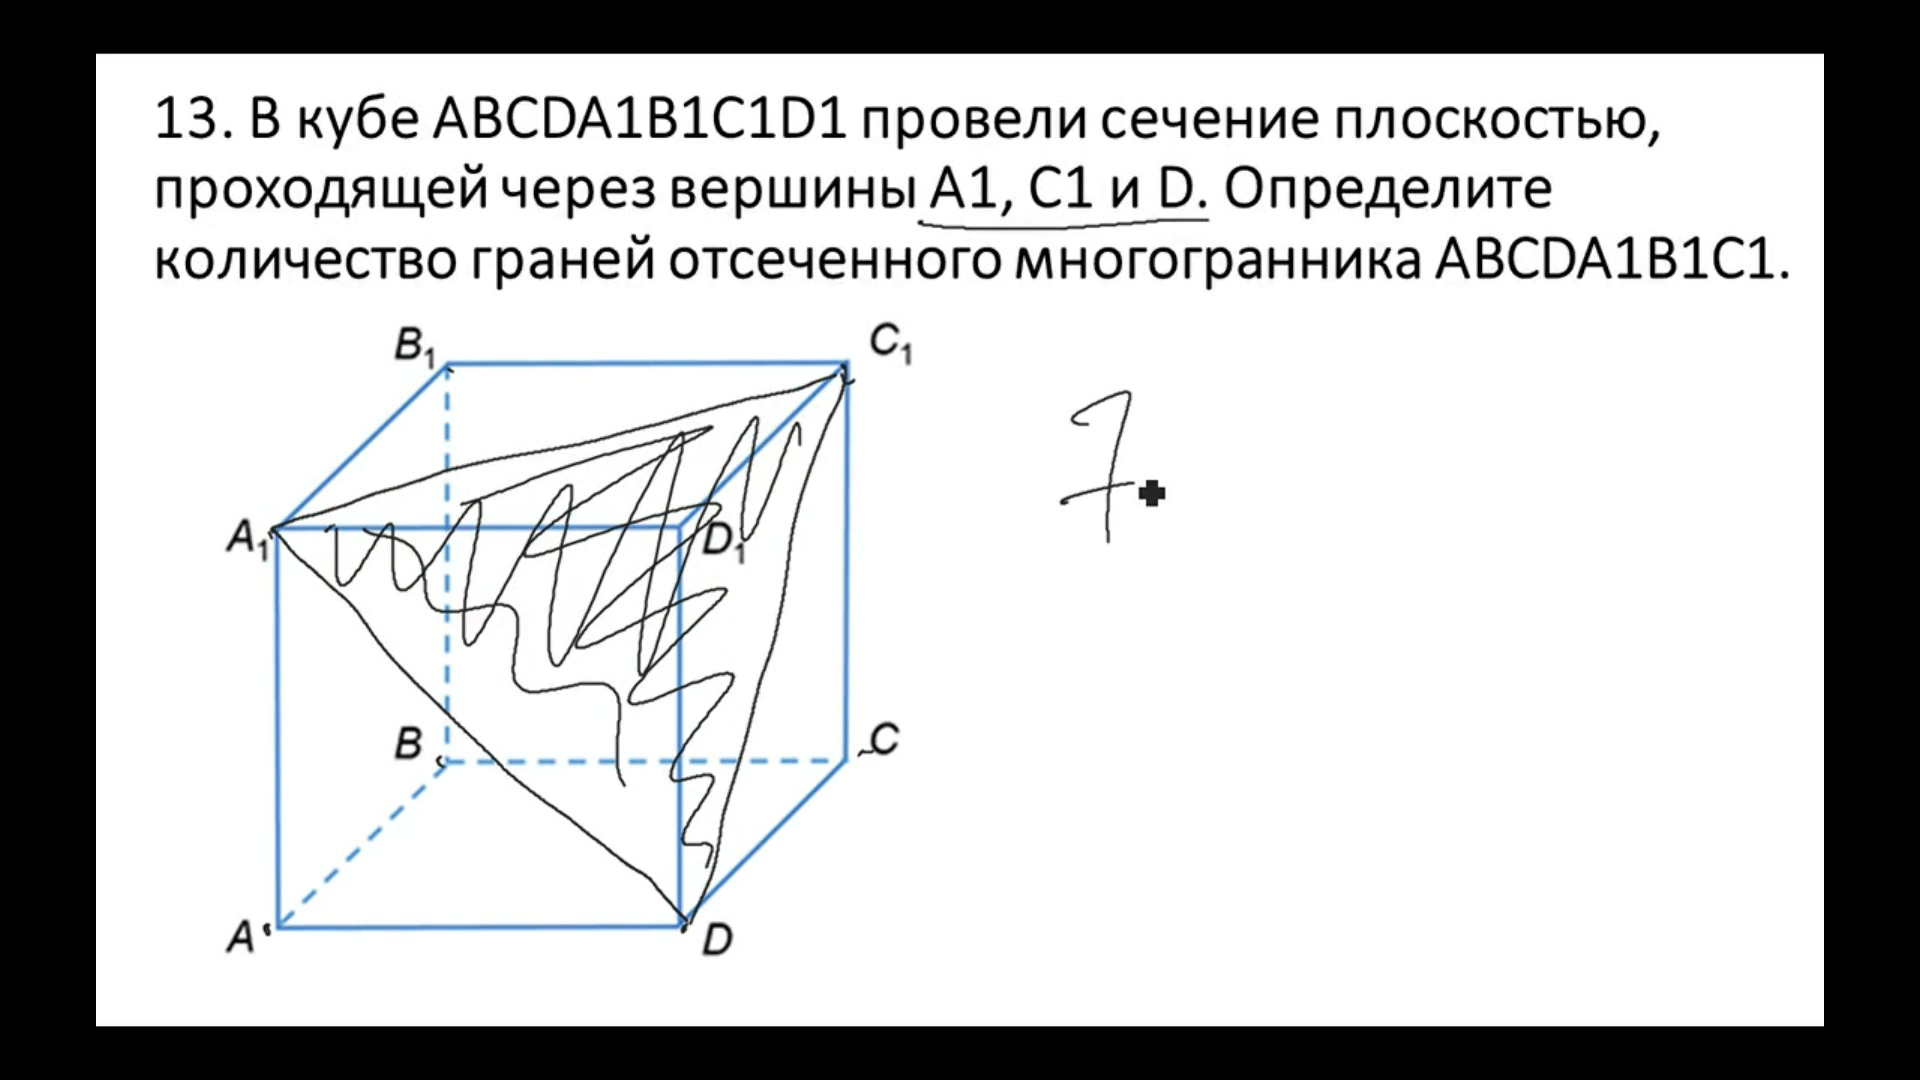 13. В кубе ABCDA1B1C1D1 провели сечение плоскостью,
проходящей через вершины A1, C1 и D. Определите
количество граней отсеченного многогранника ABCDA1B1C1.
B1
C1
7
A1
D1
B
C
A
D